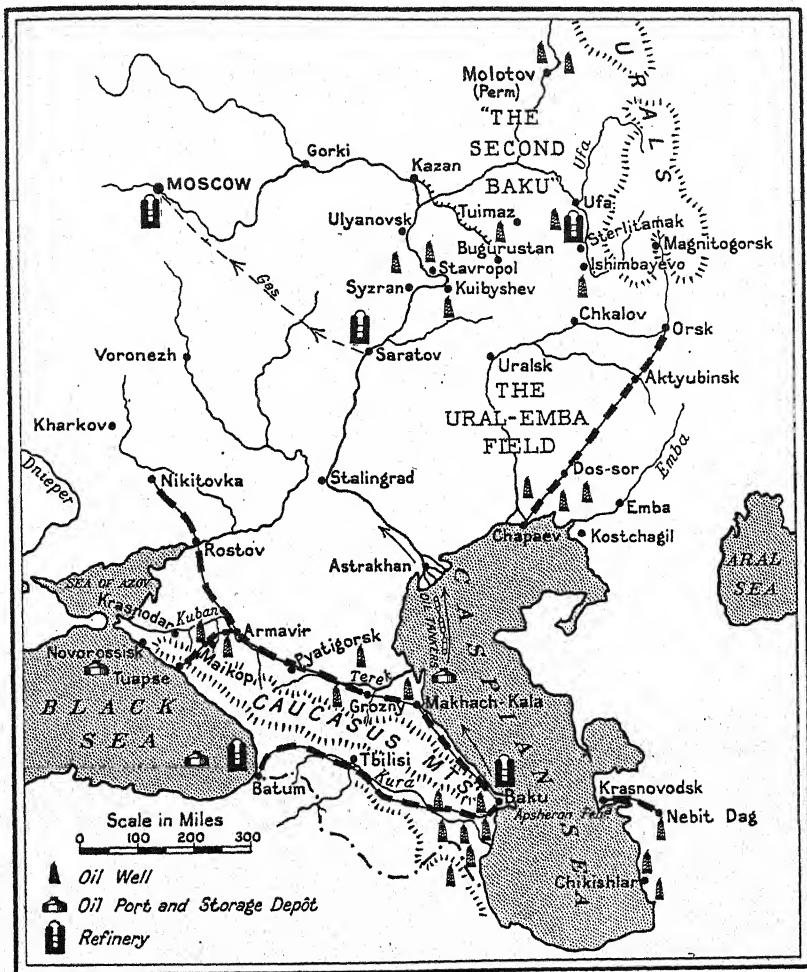 URALS
Molotov
(Perm)
"THE
SECOND
BAKU"
Ufa
Gorki
Kazan
MOSCOW
Ufa
Tuimaz
Ulyanovsk
Sterlitamak
Magnitogorsk
Bugurustan
Ishimbayevo
Stavropol
Gas
Syzran
Kuibyshev
Chkalov
Orsk
Saratov
Voronezh
Uralsk
Aktyubinsk
THE
URAL-EMBA
FIELD
Kharkov
Dnieper
Nikitovka
Stalingrad
Dos-sor
Emba
Emba
Chapaev
Kostchagil
Rostov
Astrakhan
ARAL
SEA
SEA OF AZOV
OIL TANKERS
CASPIAN SEA
Krasnodar
Kuban
Armavir
Novorossisk
Maikop
Pyatigorsk
Tuapse
Terek
Grozny
Makhach-Kala
BLACK
SEA
CAUCASUS MTS
Tbilisi
Kura
Batum
Baku
Krasnovodsk
Apsheron
Nebit Dag
Chikishlar
Scale in Miles
0 100 200 300
Oil Well
Oil Port and Storage Depôt
Refinery